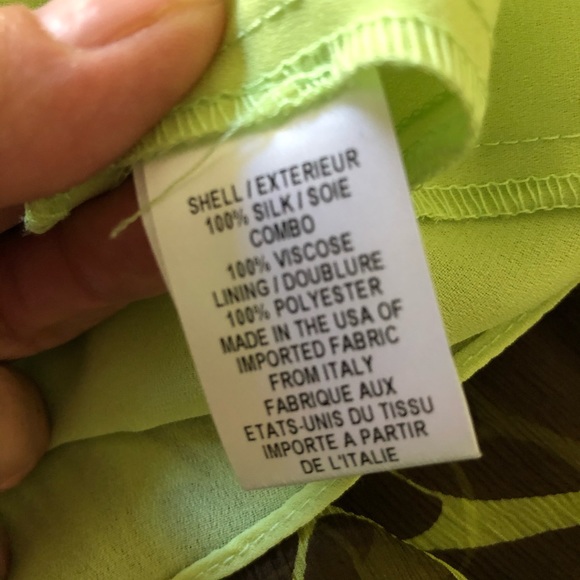 SHELL / EXTERIEUR
100% SILK / SOIE
COMBO
100% VISCOSE
LINING / DOUBLURE
100% POLYESTER
MADE IN THE USA OF
IMPORTED FABRIC
FROM ITALY
FABRIQUE AUX
ETATS-UNIS DU TISSU
IMPORTE A PARTIR
DE L'ITALIE